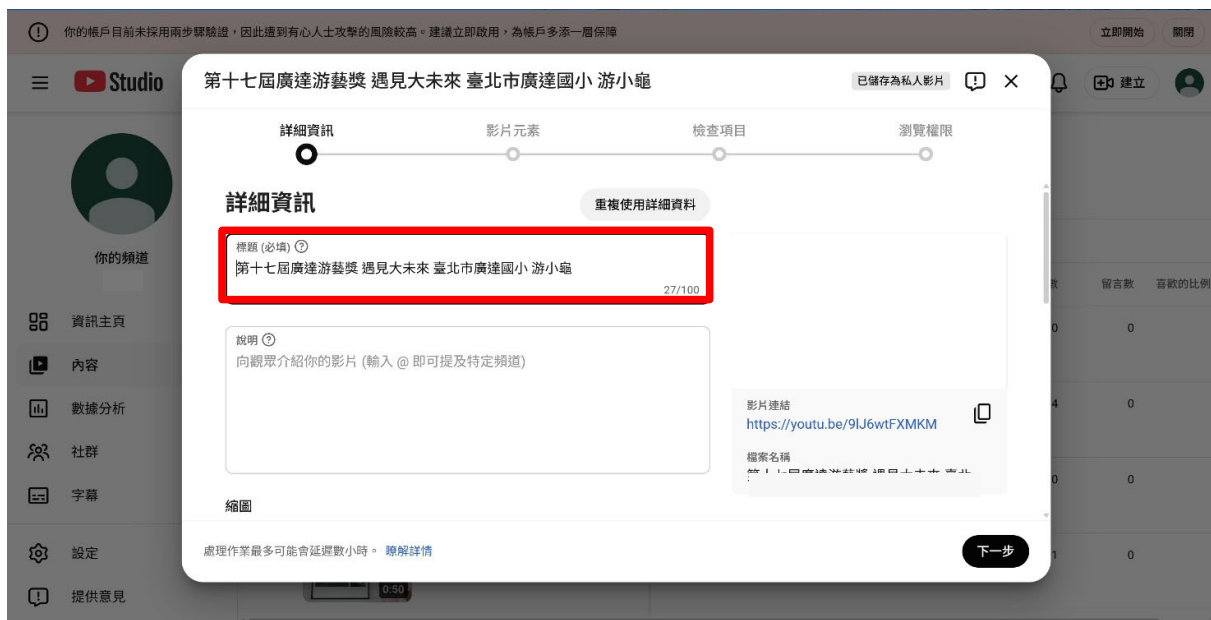 你的帳戶目前未採用兩步驟驗證，因此遭到有心人士攻擊的風險較高。建議立即啟用，為帳戶多添一層保障
立即開始
關閉
Studio
建立
第十七屆廣達游藝獎 遇見大未來 臺北市廣達國小 游小龜
已儲存為私人影片
詳細資訊
影片元素
檢查項目
瀏覽權限
詳細資訊
重複使用詳細資料
標題 (必填)
第十七屆廣達游藝獎 遇見大未來 臺北市廣達國小 游小龜
27/100
說明
向觀眾介紹你的影片 (輸入 @ 即可提及特定頻道)
影片連結
https://youtu.be/9lJ6wtFXMKM
檔案名稱
縮圖
處理作業最多可能會延遲數小時。 瞭解詳情
下一步
你的頻道
資訊主頁
內容
數據分析
社群
字幕
設定
提供意見
數
留言數
喜歡的比例
0
0
4
0
0
0
1
0
0:50